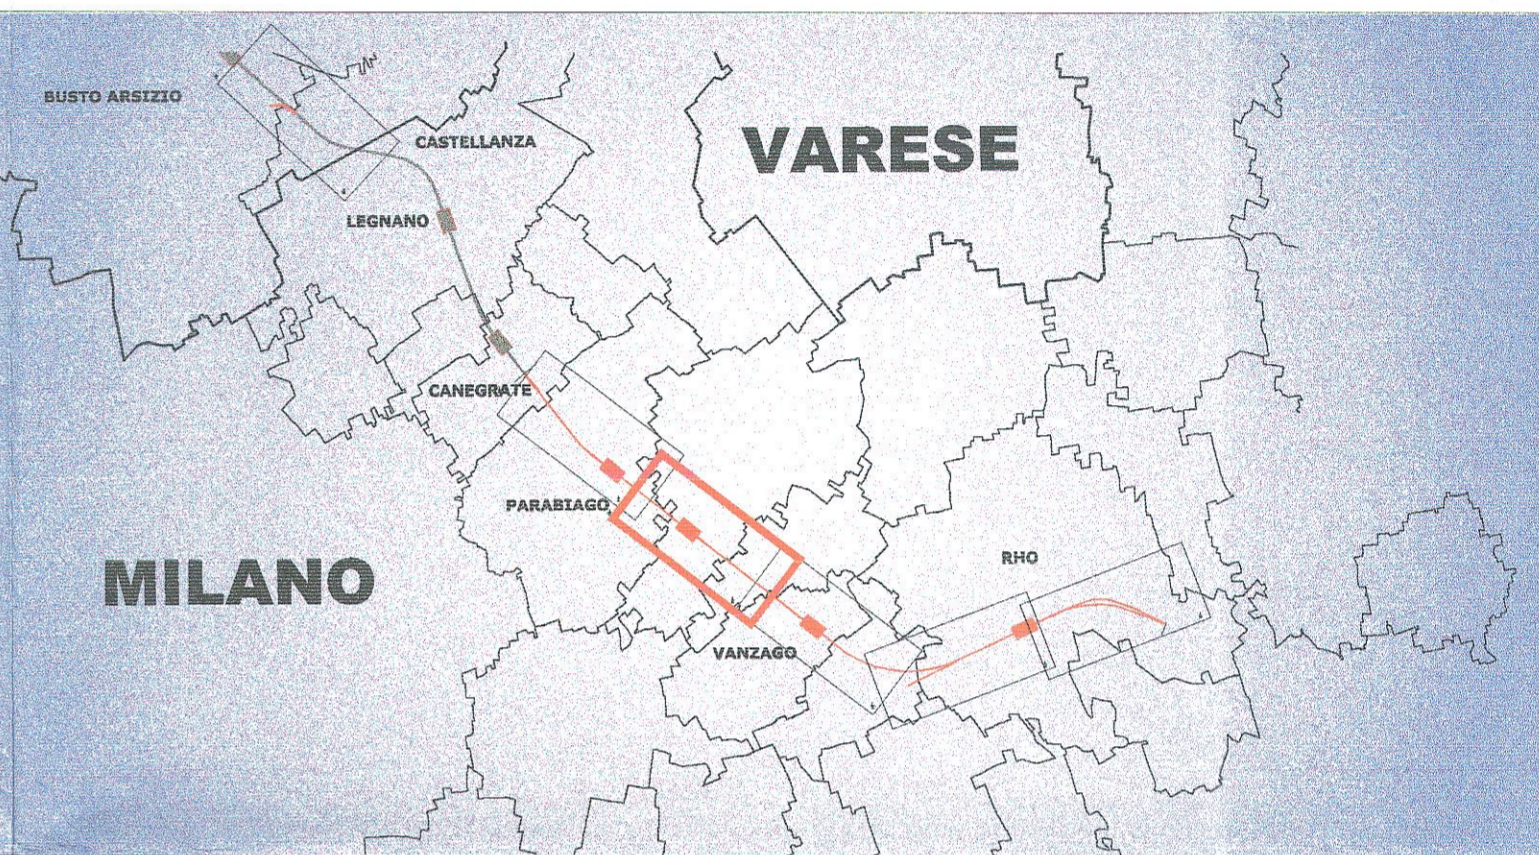 BUSTO ARSIZIO
CASTELLANZA
VARESE
LEGNANO
CANEGRATE
PARABIAGO
RHO
MILANO
VANZAGO